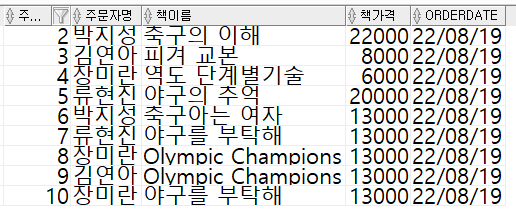 주... 주문자명 책이름 책가격 ORDERDATE
2 박지성 축구의 이해 22000 22/08/19
3 김연아 피겨 교본 8000 22/08/19
4 장미란 역도 단계별기술 6000 22/08/19
5 류현진 야구의 추억 20000 22/08/19
6 박지성 축구아는 여자 13000 22/08/19
7 류현진 야구를 부탁해 13000 22/08/19
8 장미란 Olympic Champions 13000 22/08/19
9 김연아 Olympic Champions 13000 22/08/19
10 장미란 야구를 부탁해 13000 22/08/19